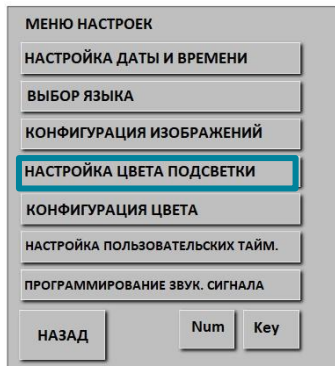 МЕНЮ НАСТРОЕК
НАСТРОЙКА ДАТЫ И ВРЕМЕНИ
ВЫБОР ЯЗЫКА
КОНФИГУРАЦИЯ ИЗОБРАЖЕНИЙ
НАСТРОЙКА ЦВЕТА ПОДСВЕТКИ
КОНФИГУРАЦИЯ ЦВЕТА
НАСТРОЙКА ПОЛЬЗОВАТЕЛЬСКИХ ТАЙМ.
ПРОГРАММИРОВАНИЕ ЗВУК. СИГНАЛА
НАЗАД Num Key